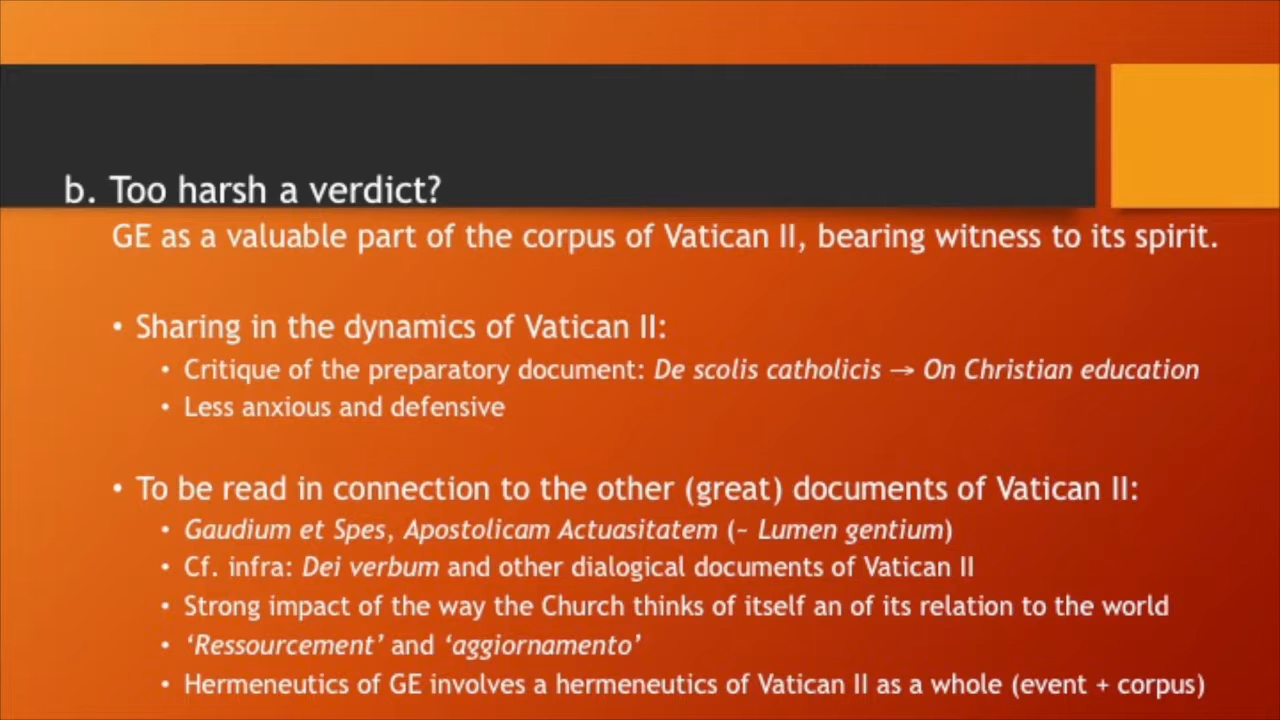 b. Too harsh a verdict?
GE as a valuable part of the corpus of Vatican II, bearing witness to its spirit.
• Sharing in the dynamics of Vatican II:
• Critique of the preparatory document: De scolis catholicis → On Christian education
• Less anxious and defensive
• To be read in connection to the other (great) documents of Vatican II:
• Gaudium et Spes, Apostolicam Actuasitatem (~ Lumen gentium)
• Cf. infra: Dei verbum and other dialogical documents of Vatican II
• Strong impact of the way the Church thinks of itself an of its relation to the world
• ‘Ressourcement’ and ‘aggiornamento’
• Hermeneutics of GE involves a hermeneutics of Vatican II as a whole (event + corpus)